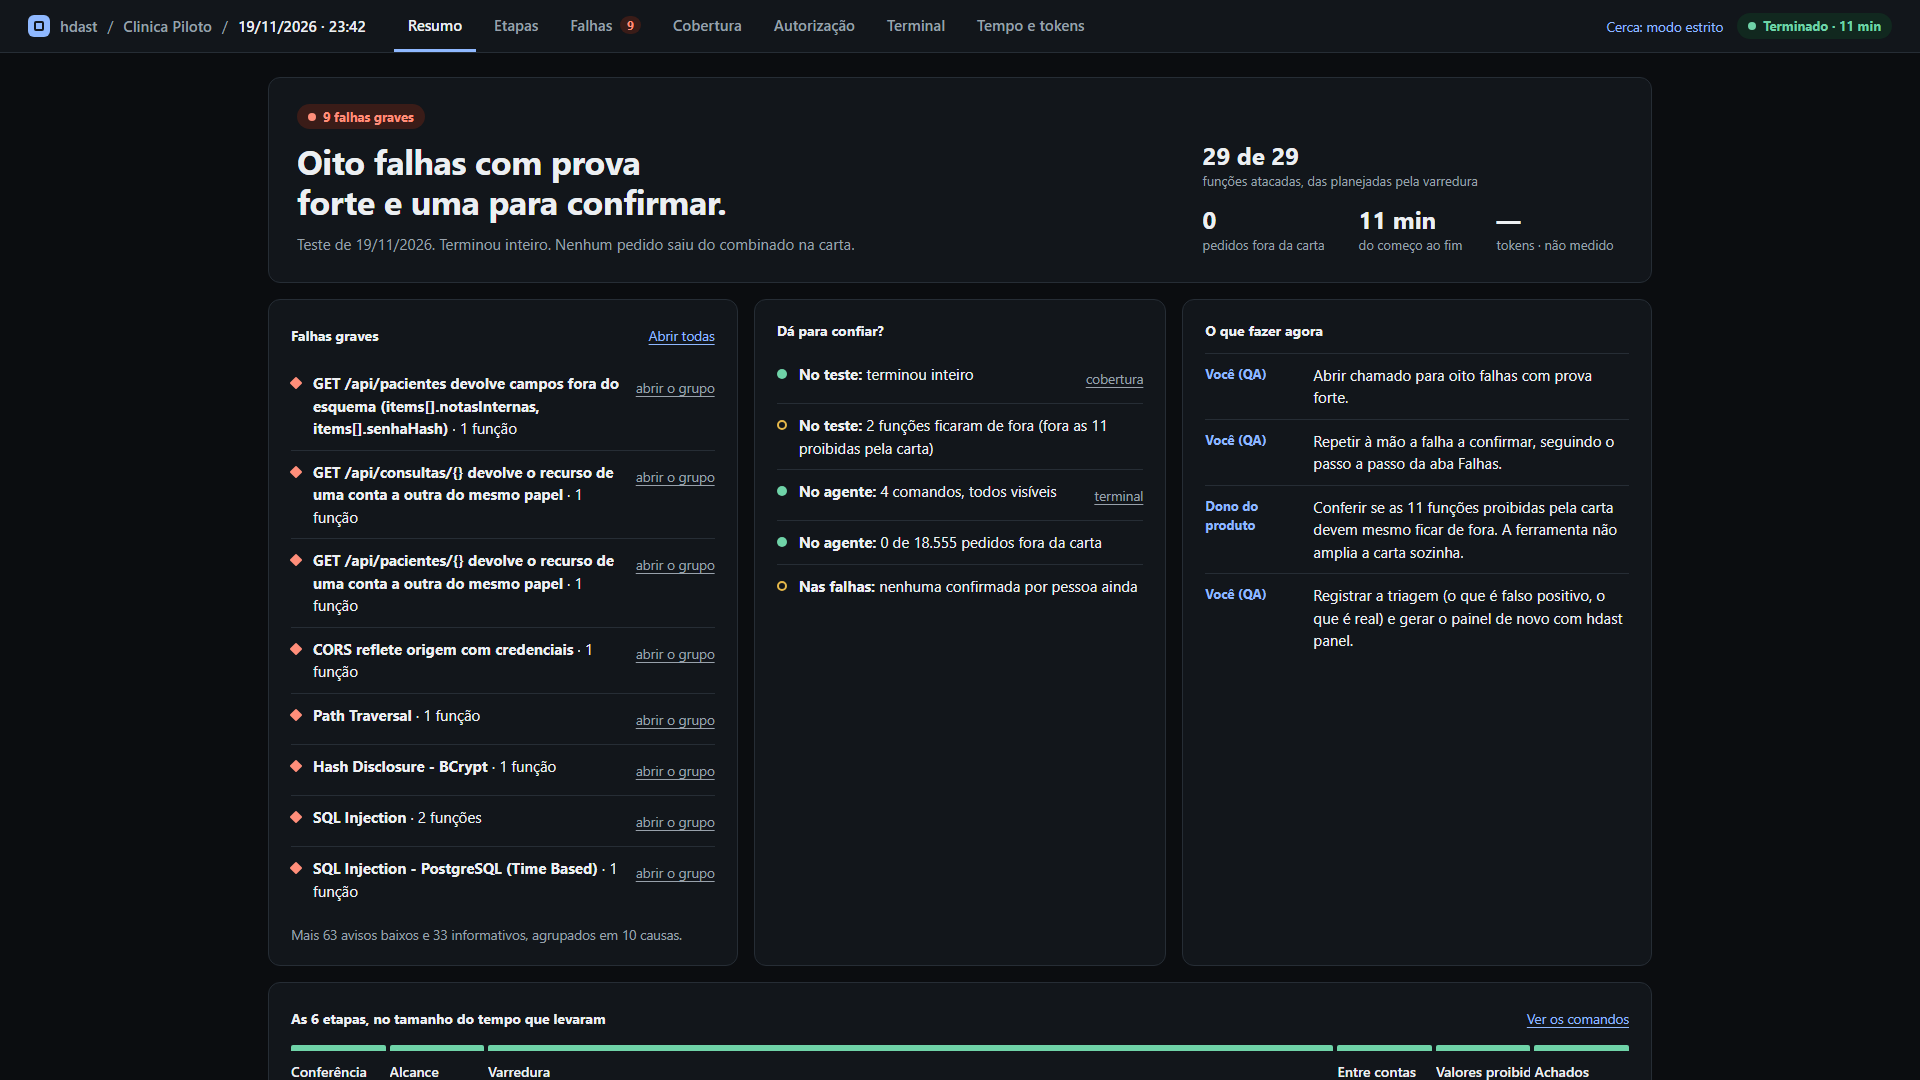 hdast / Clinica Piloto / 19/11/2026 · 23:42
Resumo
Etapas
Falhas 9
Cobertura
Autorização
Terminal
Tempo e tokens
Cerca: modo estrito
Terminado · 11 min
9 falhas graves
Oito falhas com prova
forte e uma para confirmar.
Teste de 19/11/2026. Terminou inteiro. Nenhum pedido saiu do combinado na carta.
29 de 29
funções atacadas, das planejadas pela varredura
0
pedidos fora da carta
11 min
do começo ao fim
—
tokens · não medido
Falhas graves
Abrir todas
GET /api/pacientes devolve campos fora do
esquema (items[].notasInternas,
items[].senhaHash) · 1 função
abrir o grupo
GET /api/consultas/{} devolve o recurso de
uma conta a outra do mesmo papel · 1
função
abrir o grupo
GET /api/pacientes/{} devolve o recurso de
uma conta a outra do mesmo papel · 1
função
abrir o grupo
CORS reflete origem com credenciais · 1
função
abrir o grupo
Path Traversal · 1 função
abrir o grupo
Hash Disclosure - BCrypt · 1 função
abrir o grupo
SQL Injection · 2 funções
abrir o grupo
SQL Injection - PostgreSQL (Time Based) · 1
função
abrir o grupo
Mais 63 avisos baixos e 33 informativos, agrupados em 10 causas.
Dá para confiar?
No teste: terminou inteiro
cobertura
No teste: 2 funções ficaram de fora (fora as 11
proibidas pela carta)
No agente: 4 comandos, todos visíveis
terminal
No agente: 0 de 18.555 pedidos fora da carta
Nas falhas: nenhuma confirmada por pessoa ainda
O que fazer agora
Você (QA)
Abrir chamado para oito falhas com prova
forte.
Você (QA)
Repetir à mão a falha a confirmar, seguindo o
passo a passo da aba Falhas.
Dono do
produto
Conferir se as 11 funções proibidas pela carta
devem mesmo ficar de fora. A ferramenta não
amplia a carta sozinha.
Você (QA)
Registrar a triagem (o que é falso positivo, o
que é real) e gerar o painel de novo com hdast
panel.
As 6 etapas, no tamanho do tempo que levaram
Ver os comandos
Conferência
Alcance
Varredura
Entre contas
Valores proibid
Achados